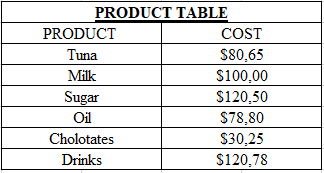 PRODUCT TABLE
PRODUCT COST
Tuna $80,65
Milk $100,00
Sugar $120,50
Oil $78,80
Cholotates $30,25
Drinks $120,78